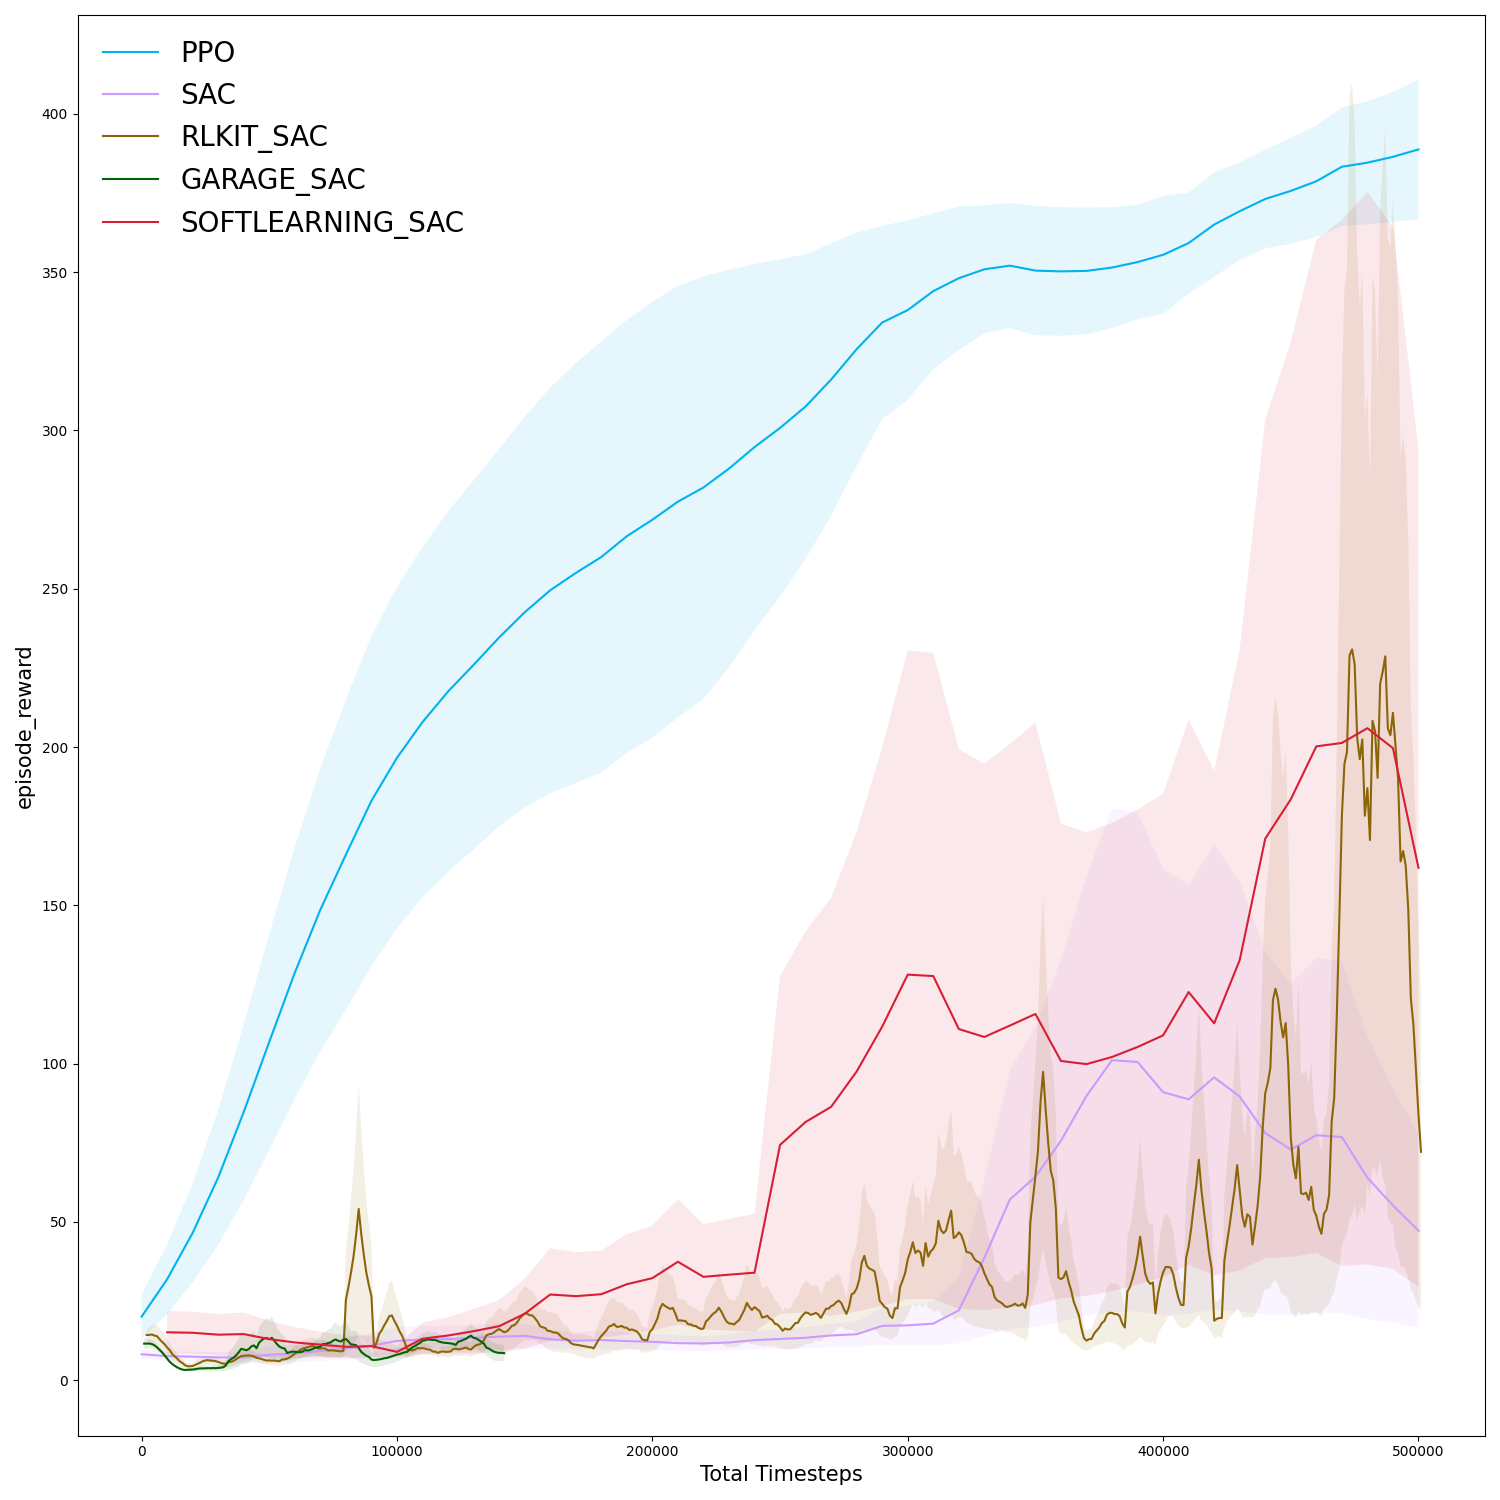 PPO
SAC
RLKIT_SAC
GARAGE_SAC
SOFTLEARNING_SAC
400
350
300
250
200
150
100
50
0
episode_reward
0 100000 200000 300000 400000 500000
Total Timesteps